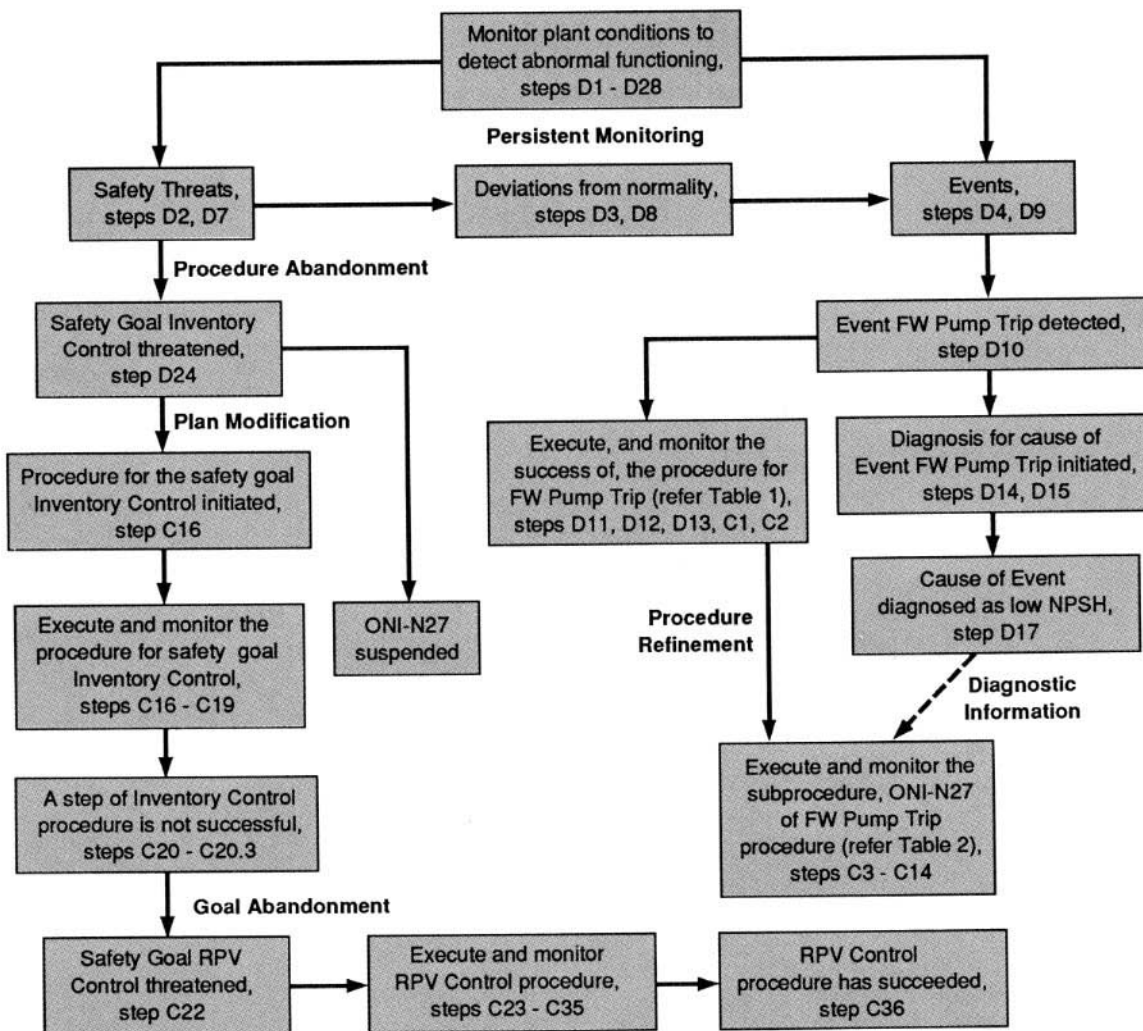 Monitor plant conditions to
detect abnormal functioning,
steps D1 - D28
Persistent Monitoring
Safety Threats,
steps D2, D7
Deviations from normality,
steps D3, D8
Events,
steps D4, D9
Procedure Abandonment
Safety Goal Inventory
Control threatened,
step D24
Event FW Pump Trip detected,
step D10
Plan Modification
Procedure for the safety goal
Inventory Control initiated,
step C16
Execute, and monitor the
success of, the procedure for
FW Pump Trip (refer Table 1),
steps D11, D12, D13, C1, C2
Diagnosis for cause of
Event FW Pump Trip initiated,
steps D14, D15
Execute and monitor the
procedure for safety goal
Inventory Control,
steps C16 - C19
ONI-N27
suspended
Procedure
Refinement
Cause of Event
diagnosed as low NPSH,
step D17
Diagnostic
Information
A step of Inventory Control
procedure is not successful,
steps C20 - C20.3
Execute and monitor the
subprocedure, ONI-N27
of FW Pump Trip
procedure (refer Table 2),
steps C3 - C14
Goal Abandonment
Safety Goal RPV
Control threatened,
step C22
Execute and monitor
RPV Control procedure,
steps C23 - C35
RPV Control
procedure has succeeded,
step C36